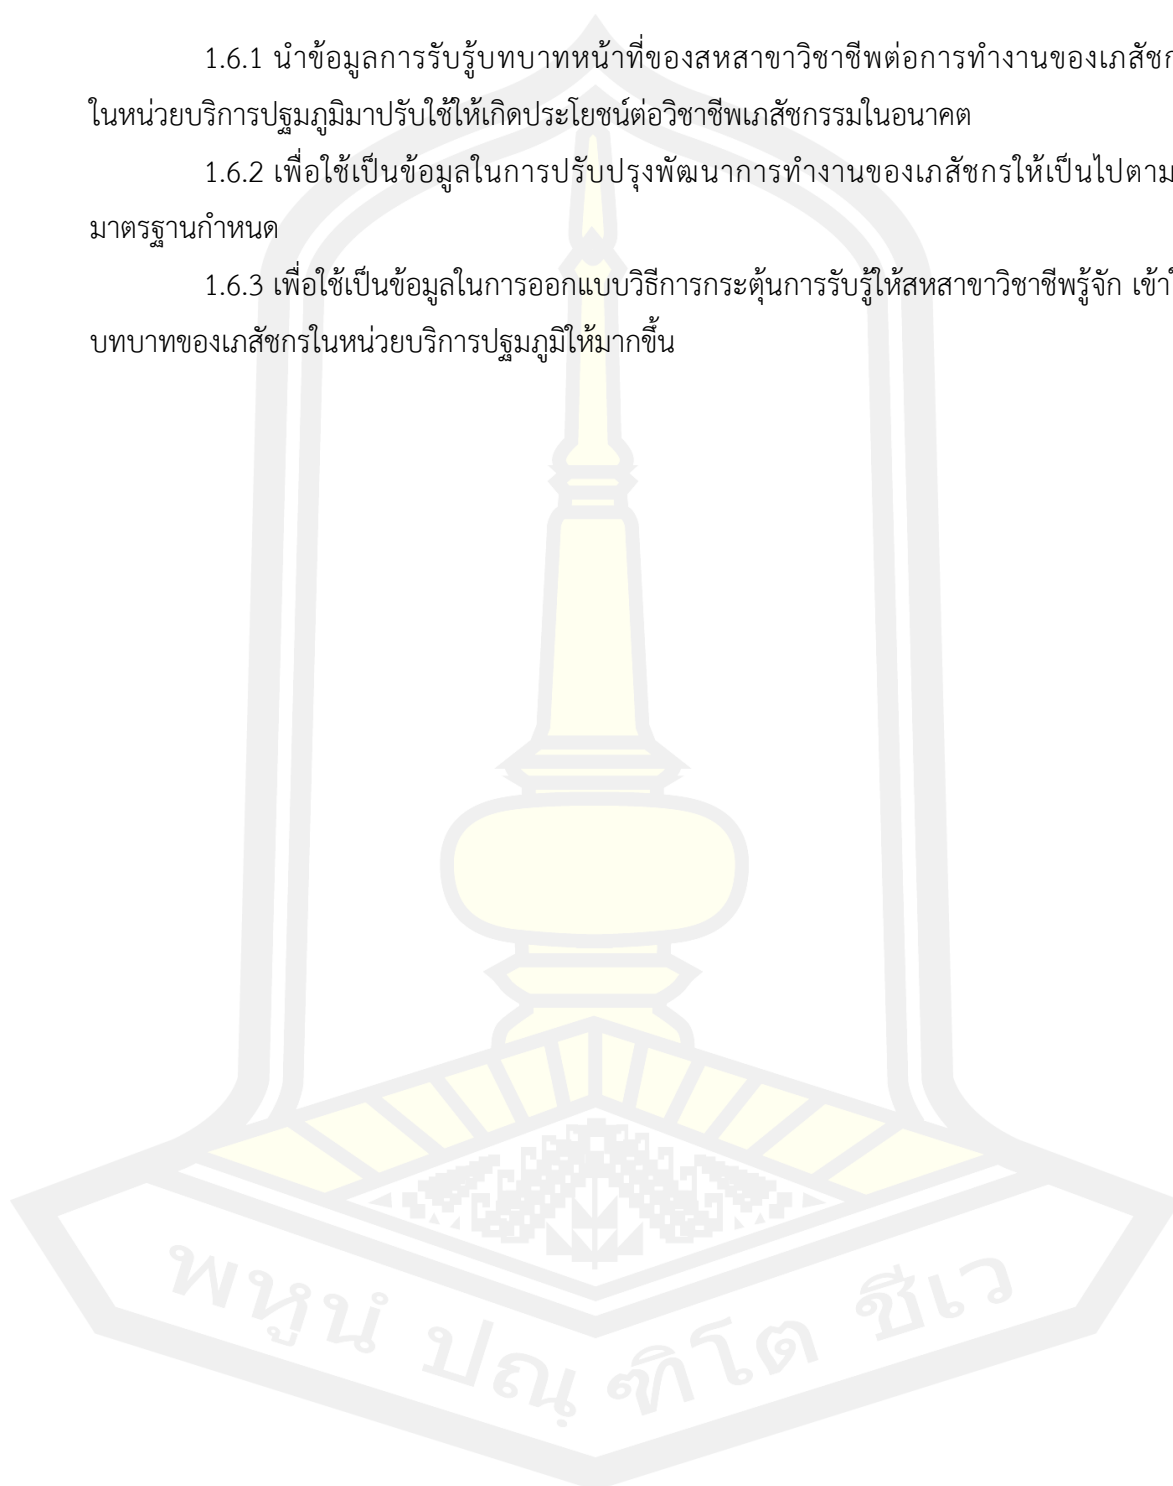 1.6.1 นำข้อมูลการรับรู้บทบาทหน้าที่ของสหสาขาวิชาชีพต่อการทำงานของเภสัชก
ในหน่วยบริการปฐมภูมิมาปรับใช้ให้เกิดประโยชน์ต่อวิชาชีพเภสัชกรรมในอนาคต
1.6.2 เพื่อใช้เป็นข้อมูลในการปรับปรุงพัฒนาการทำงานของเภสัชกรให้เป็นไปตาม
มาตรฐานกำหนด
1.6.3 เพื่อใช้เป็นข้อมูลในการออกแบบวิธีการกระตุ้นการรับรู้ให้สหสาขาวิชาชีพรู้จัก เข้า
บทบาทของเภสัชกรในหน่วยบริการปฐมภูมิให้มากขึ้น
พหูนํ ปณฺฑิโต ชีเว